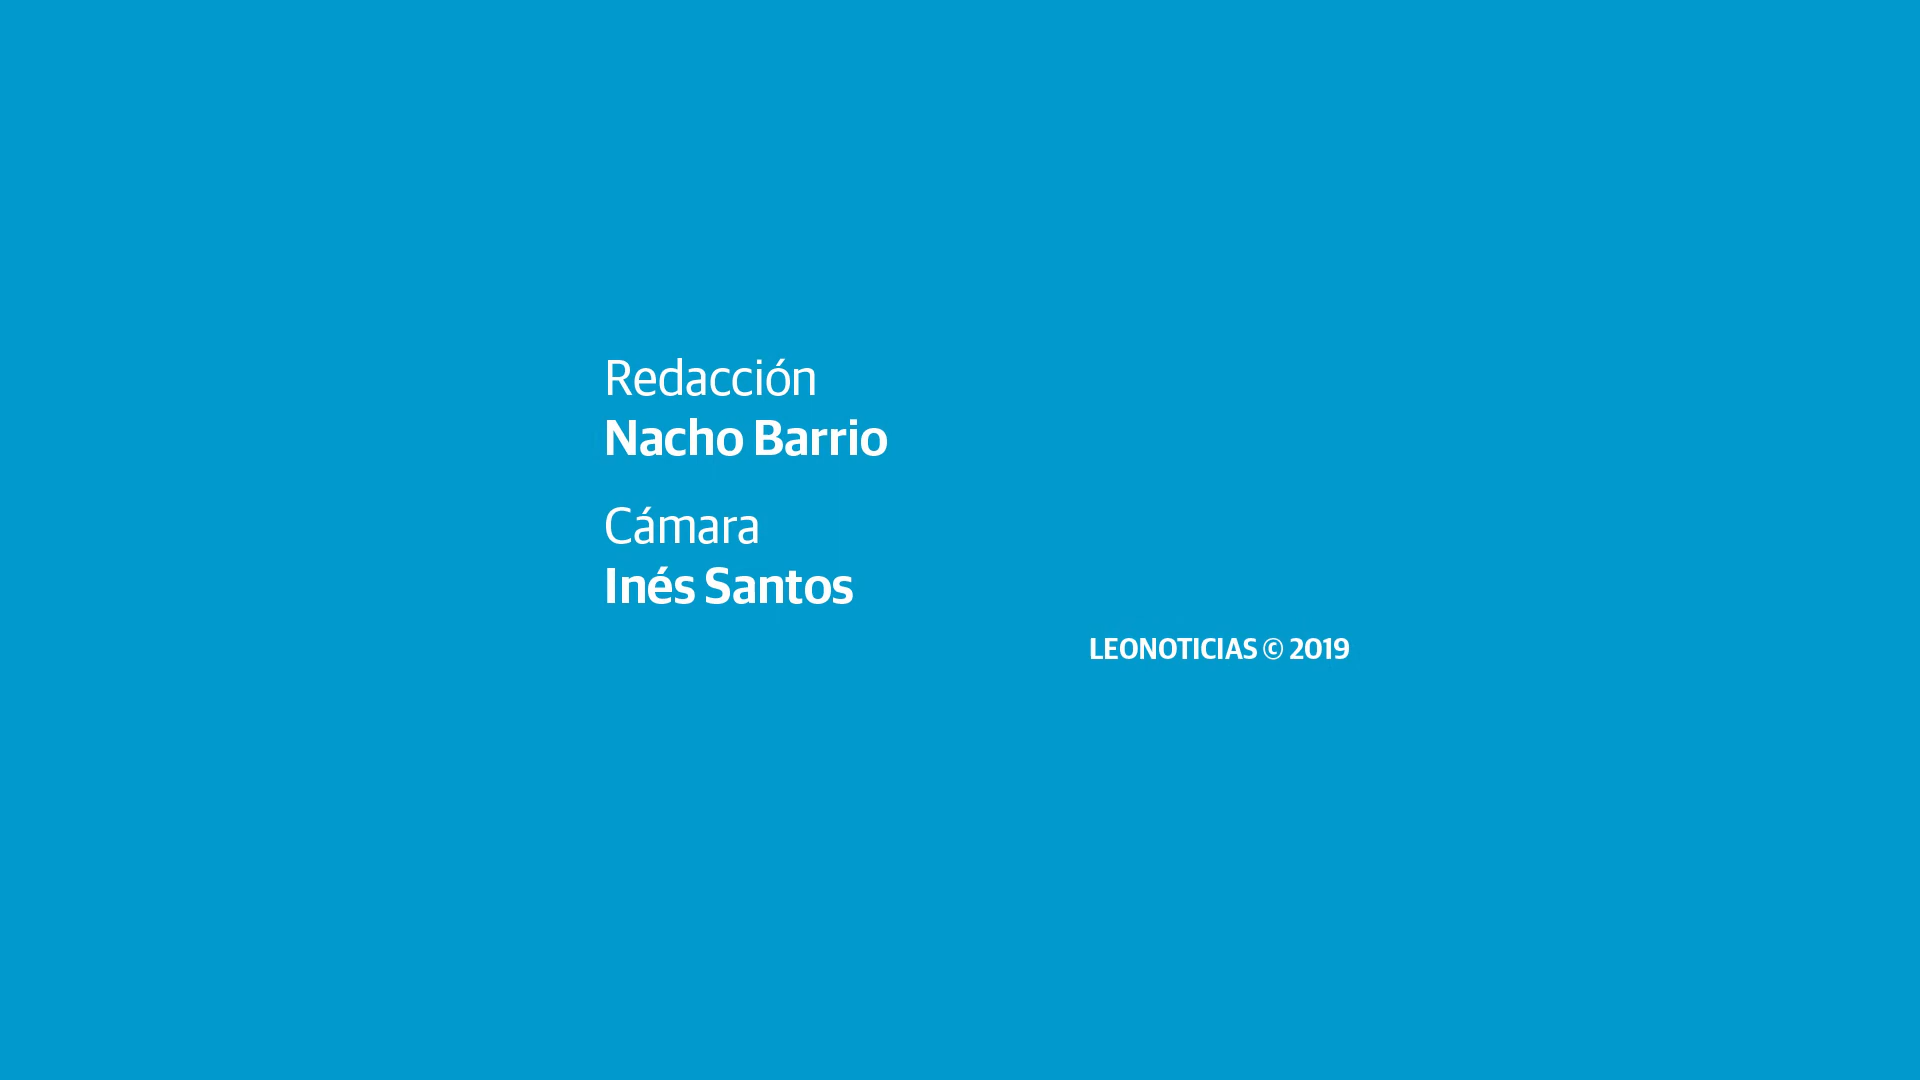 Redacción
Nacho Barrio
Cámara
Inés Santos
LEONOTICIAS © 2019